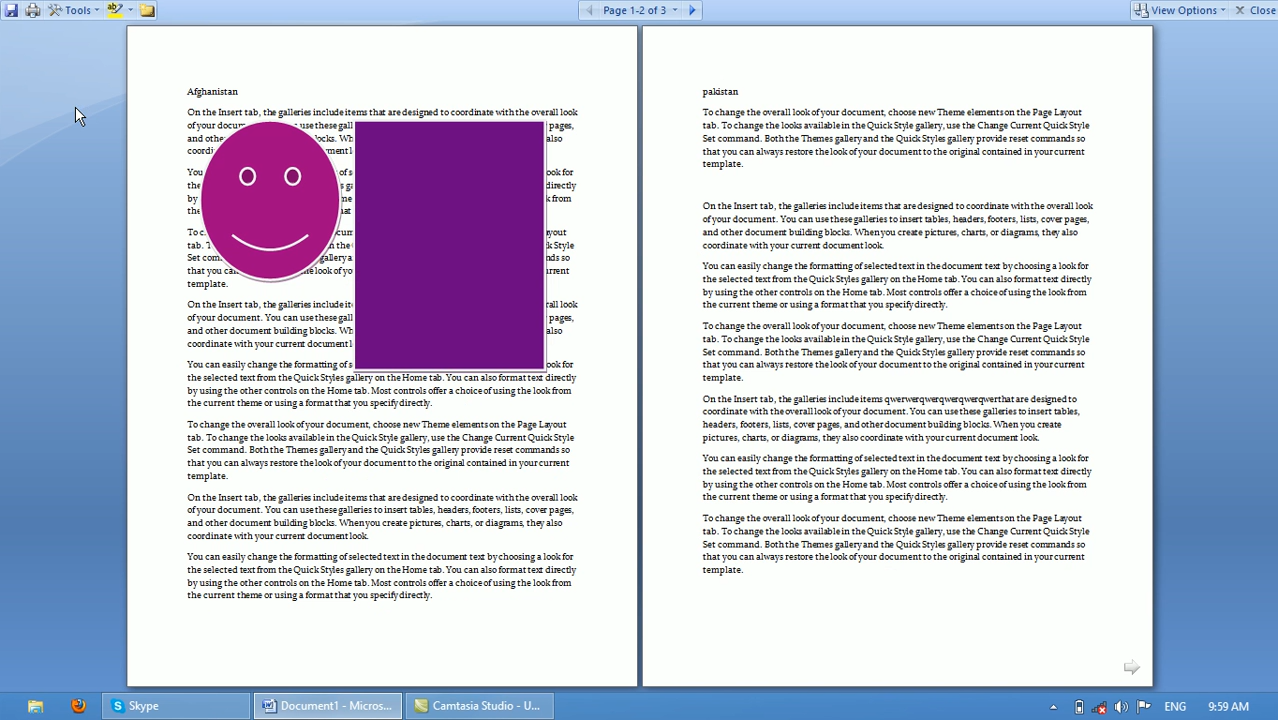 Tools
Page 1-2 of 3
View Options
Close
Afghanistan
On the Insert tab, the galleries include items that are designed to coordinate with the overall look
of your use these pages,
and other blocks. also
You ook for
the directly
by from
the that
To yout
tab. T in the k Style
Set nds so
that you can look of yo rrent
template.
On the Insert tab, the galleries include all look
of your document. You can use these gall pages,
and other document building blocks. Wh also
coordinate with your current document l
You can easily change the formatting of s ook for
the selected text from the Quick Styles gallery on the Home tab. You can also format text directly
by using the other controls on the Home tab. Most controls offer a choice of using the look from
the current theme or using a format that you specify directly.
To change the overall look of your document, choose new Theme elements on the Page Layout
tab. To change the looks available in the Quick Style gallery, use the Change Current Quick Style
Set command. Both the Themes gallery and the Quick Styles gallery provide reset commands so
that you can always restore the look of your document to the original contained in your current
template.
On the Insert tab, the galleries include items that are designed to coordinate with the overall look
of your document. You can use these galleries to insert tables, headers, footers, lists, cover pages,
and other document building blocks. When you create pictures, charts, or diagrams, they also
coordinate with your current document look.
You can easily change the formatting of selected text in the document text by choosing a look for
the selected text from the Quick Styles gallery on the Home tab. You can also format text directly
by using the other controls on the Home tab. Most controls offer a choice of using the look from
the current theme or using a format that you specify directly.
pakistan
To change the overall look of your document, choose new Theme elements on the Page Layout
tab. To change the looks available in the Quick Style gallery, use the Change Current Quick Style
Set command. Both the Themes gallery and the Quick Styles gallery provide reset commands so
that you can always restore the look of your document to the original contained in your current
template.
On the Insert tab, the galleries include items that are designed to coordinate with the overall look
of your document. You can use these galleries to insert tables, headers, footers, lists, cover pages,
and other document building blocks. When you create pictures, charts, or diagrams, they also
coordinate with your current document look.
You can easily change the formatting of selected text in the document text by choosing a look for
the selected text from the Quick Styles gallery on the Home tab. You can also format text directly
by using the other controls on the Home tab. Most controls offer a choice of using the look from
the current theme or using a format that you specify directly.
To change the overall look of your document, choose new Theme elements on the Page Layout
tab. To change the looks available in the Quick Style gallery, use the Change Current Quick Style
Set command. Both the Themes gallery and the Quick Styles gallery provide reset commands so
that you can always restore the look of your document to the original contained in your current
template.
On the Insert tab, the galleries include items qwerwerqwerqwerqwerthat are designed to
coordinate with the overall look of your document. You can use these galleries to insert tables,
headers, footers, lists, cover pages, and other document building blocks. When you create
pictures, charts, or diagrams, they also coordinate with your current document look.
You can easily change the formatting of selected text in the document text by choosing a look for
the selected text from the Quick Styles gallery on the Home tab. You can also format text directly
by using the other controls on the Home tab. Most controls offer a choice of using the look from
the current theme or using a format that you specify directly.
To change the overall look of your document, choose new Theme elements on the Page Layout
tab. To change the looks available in the Quick Style gallery, use the Change Current Quick Style
Set command. Both the Themes gallery and the Quick Styles gallery provide reset commands so
that you can always restore the look of your document to the original contained in your current
template.
Skype
Document1 - Micros...
Camtasia Studio - U...
ENG
9:59 AM